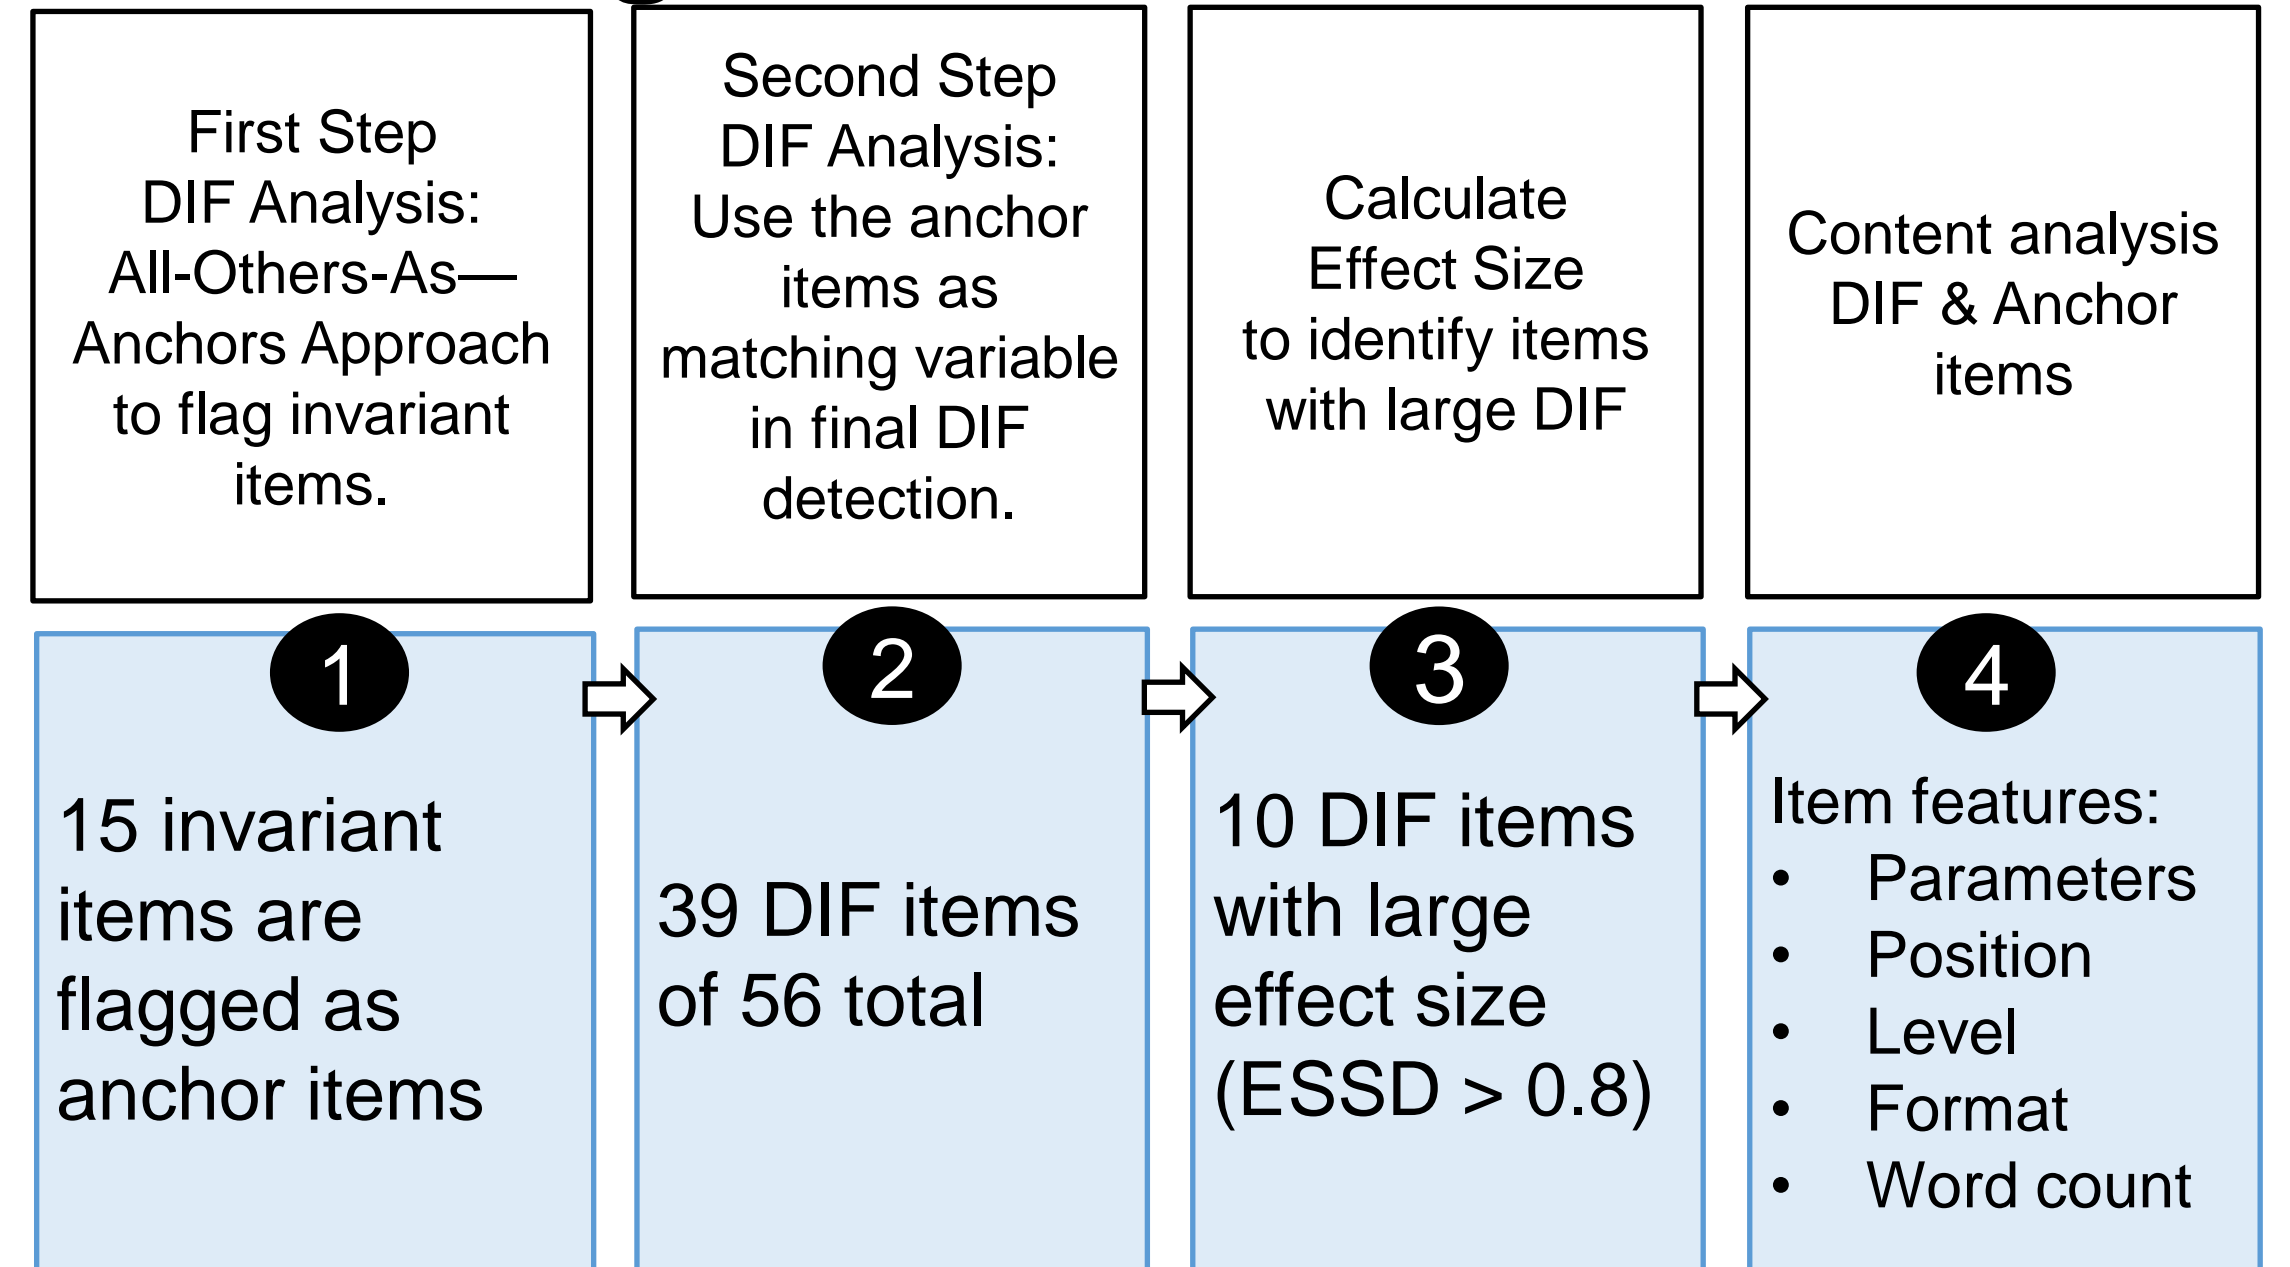 First Step
DIF Analysis:
All-Others-As—
Anchors Approach
to flag invariant
items.
Second Step
DIF Analysis:
Use the anchor
items as
matching variable
in final DIF
detection.
Calculate
Effect Size
to identify items
with large DIF
Content analysis
DIF & Anchor
items
1
15 invariant
items are
flagged as
anchor items
2
39 DIF items
of 56 total
3
10 DIF items
with large
effect size
(ESSD > 0.8)
4
Item features:
• Parameters
• Position
• Level
• Format
• Word count